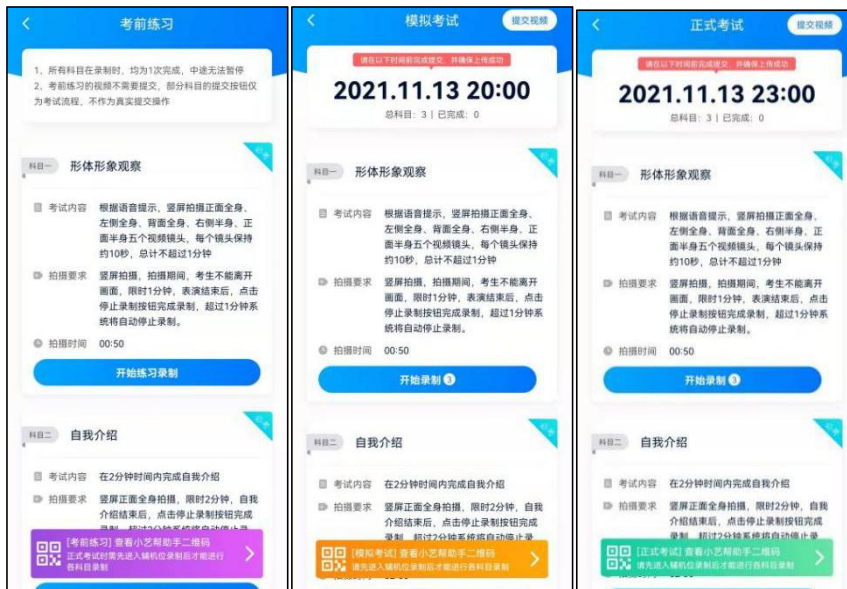 考前练习
1、所有科目在录制时，均为1次完成，中途无法暂停
2、考前练习的视频不需要提交，部分科目的提交按钮仅
为考试流程，不作为真实提交操作
必考
科目一
形体形象观察
考试内容
根据语音提示，竖屏拍摄正面全身、
左侧全身、背面全身、右侧半身、正
面半身五个视频镜头，每个镜头保持
约10秒，总计不超过1分钟
拍摄要求
竖屏拍摄，拍摄期间，考生不能离开
画面，限时1分钟，表演结束后，点击
停止录制按钮完成录制，超过1分钟系
统将自动停止录制。
拍摄时间
00:50
开始练习录制
必考
科目二
自我介绍
考试内容
在2分钟时间内完成自我介绍
拍摄要求
竖屏正面全身拍摄，限时2分钟，自我
介绍结束后，点击停止录制按钮完成
[考前练习] 查看小艺帮助手二维码
正式考试时需先进入辅机位录制后才能进行
各科目录制
模拟考试
提交视频
请在以下时间前完成提交，并确保上传成功
2021.11.13 20:00
总科目：3 | 已完成：0
必考
科目一
形体形象观察
考试内容
根据语音提示，竖屏拍摄正面全身、
左侧全身、背面全身、右侧半身、正
面半身五个视频镜头，每个镜头保持
约10秒，总计不超过1分钟
拍摄要求
竖屏拍摄，拍摄期间，考生不能离开
画面，限时1分钟，表演结束后，点击
停止录制按钮完成录制，超过1分钟系
统将自动停止录制。
拍摄时间
00:50
开始录制 3
必考
科目二
自我介绍
考试内容
在2分钟时间内完成自我介绍
拍摄要求
竖屏正面全身拍摄，限时2分钟，自我
介绍结束后，点击停止录制按钮完成
[模拟考试] 查看小艺帮助手二维码
请先进入辅机位录制后才能进行各科目录制
正式考试
提交视频
请在以下时间前完成提交，并确保上传成功
2021.11.13 23:00
总科目：3 | 已完成：0
必考
科目一
形体形象观察
考试内容
根据语音提示，竖屏拍摄正面全身、
左侧全身、背面全身、右侧半身、正
面半身五个视频镜头，每个镜头保持
约10秒，总计不超过1分钟
拍摄要求
竖屏拍摄，拍摄期间，考生不能离开
画面，限时1分钟，表演结束后，点击
停止录制按钮完成录制，超过1分钟系
统将自动停止录制。
拍摄时间
00:50
开始录制 3
必考
科目二
自我介绍
考试内容
在2分钟时间内完成自我介绍
拍摄要求
竖屏正面全身拍摄，限时2分钟，自我
介绍结束后，点击停止录制按钮完成
录制，超过2分钟系统将自动停止录
[正式考试] 查看小艺帮助手二维码
请先进入辅机位录制后才能进行各科目录制